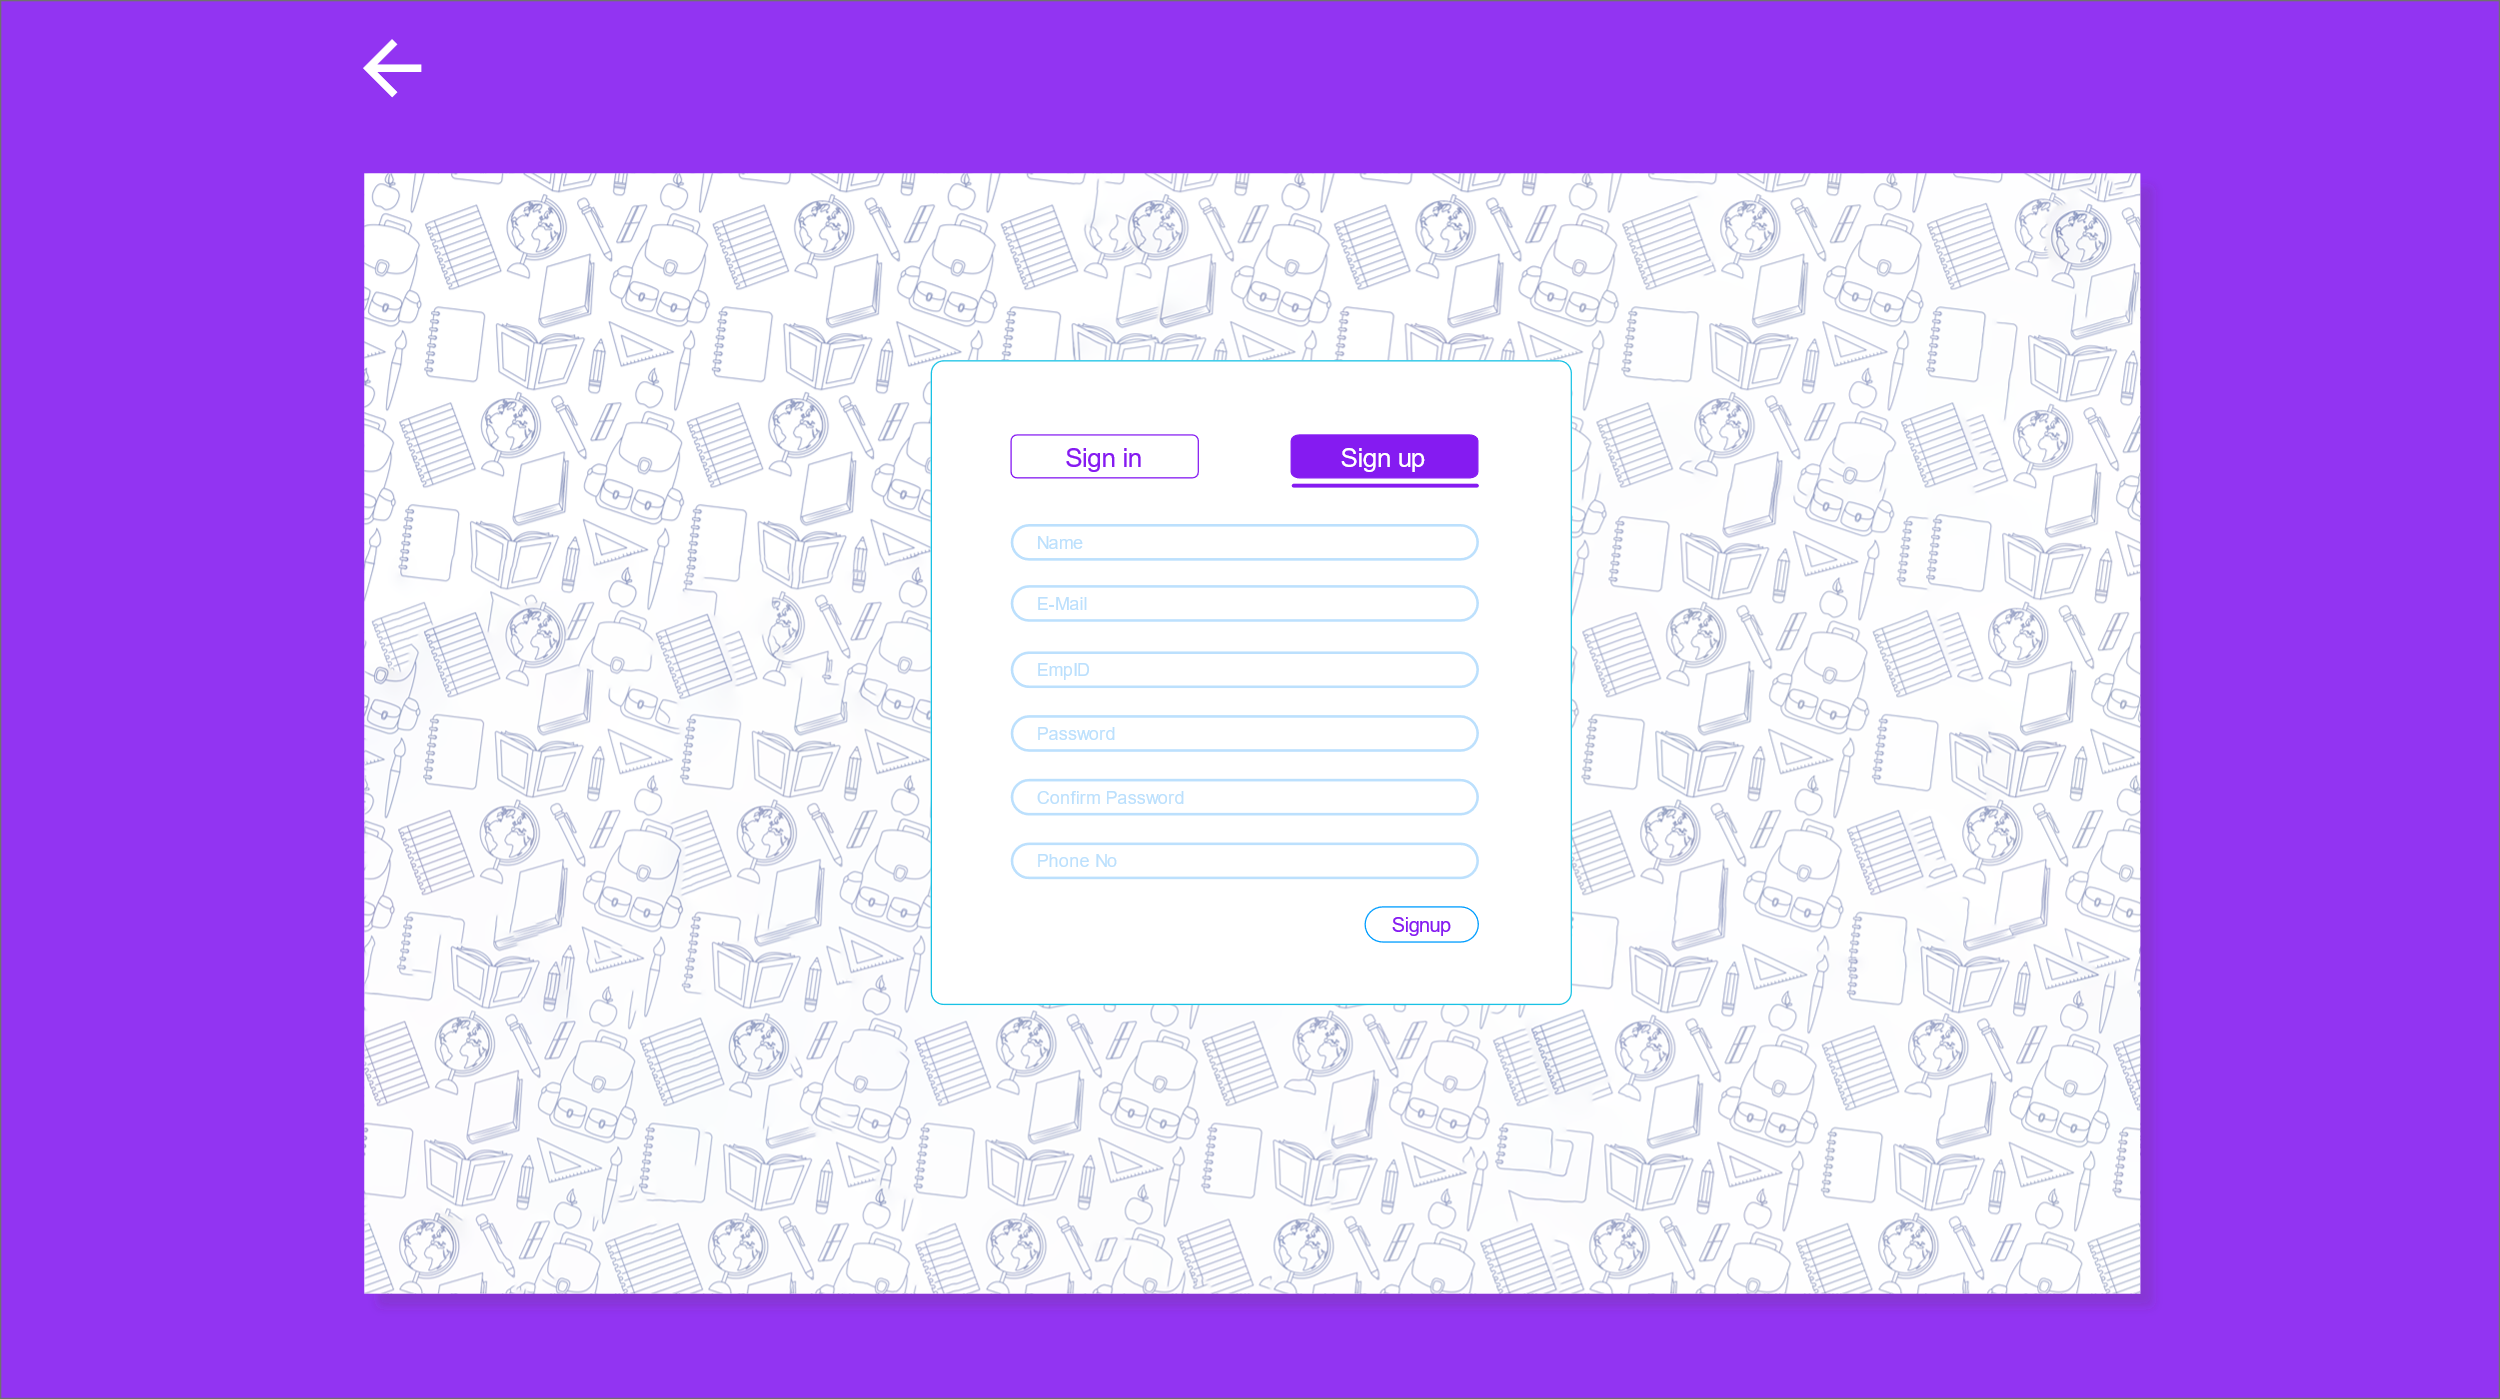 Sign in
Sign up
Name
E-Mail
EmpID
Password
Confirm Password
Phone No
Signup